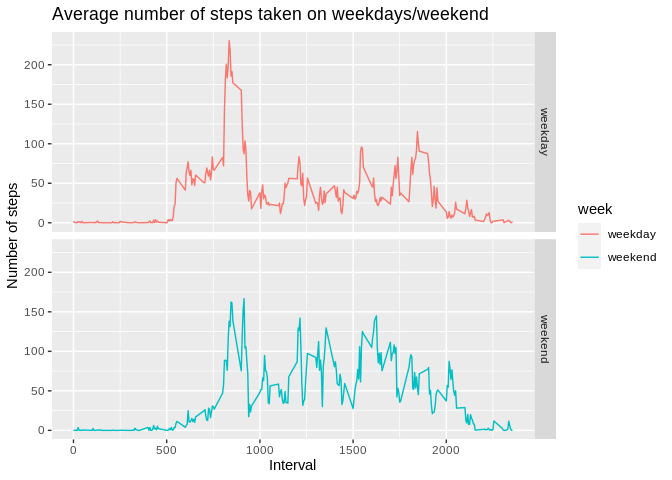 Average number of steps taken on weekdays/weekend
Number of steps
200
150
100
50
0
weekday
200
150
100
50
0
weekend
0 500 1000 1500 2000
Interval
week
weekday
weekend